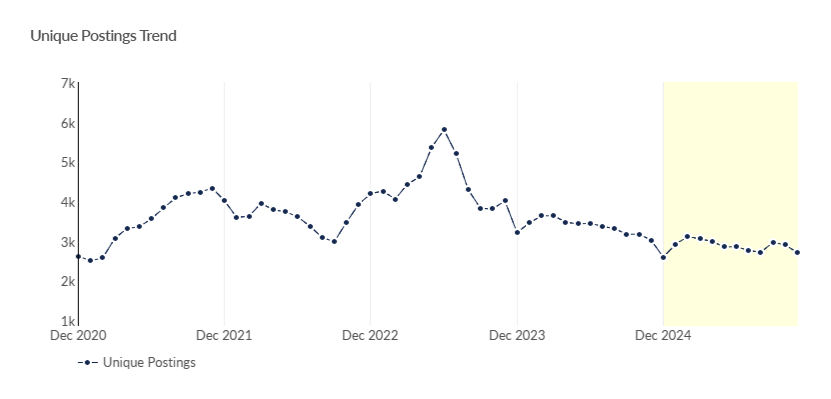 Unique Postings Trend
7k
6k
5k
4k
3k
2k
1k
Dec 2020 Dec 2021 Dec 2022 Dec 2023 Dec 2024
Unique Postings